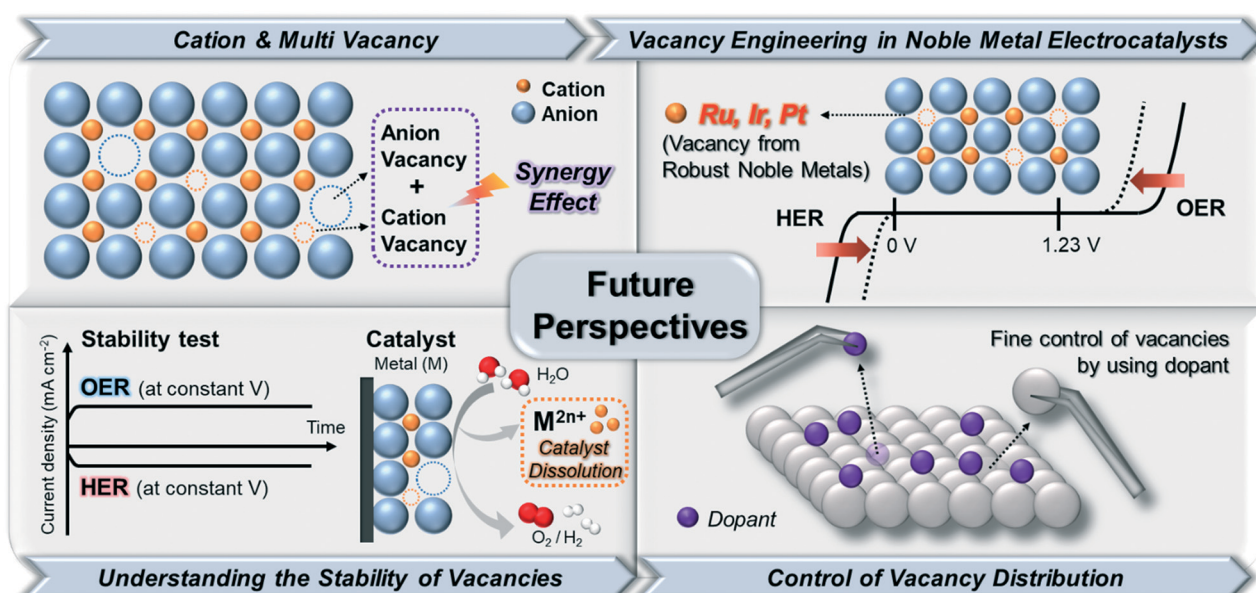 Cation & Multi Vacancy
Vacancy Engineering in Noble Metal Electrocatalysts
Cation
Anion
Anion
Vacancy
+
Cation
Vacancy
Synergy
Effect
Ru, Ir, Pt
(Vacancy from
Robust Noble Metals)
HER
OER
0 V
1.23 V
Future
Perspectives
Stability test
Current density (mA cm⁻²)
OER (at constant V)
Time
HER (at constant V)
Catalyst
Metal (M)
H₂O
M²ⁿ⁺
Catalyst
Dissolution
O₂ / H₂
Fine control of vacancies
by using dopant
Dopant
Understanding the Stability of Vacancies
Control of Vacancy Distribution